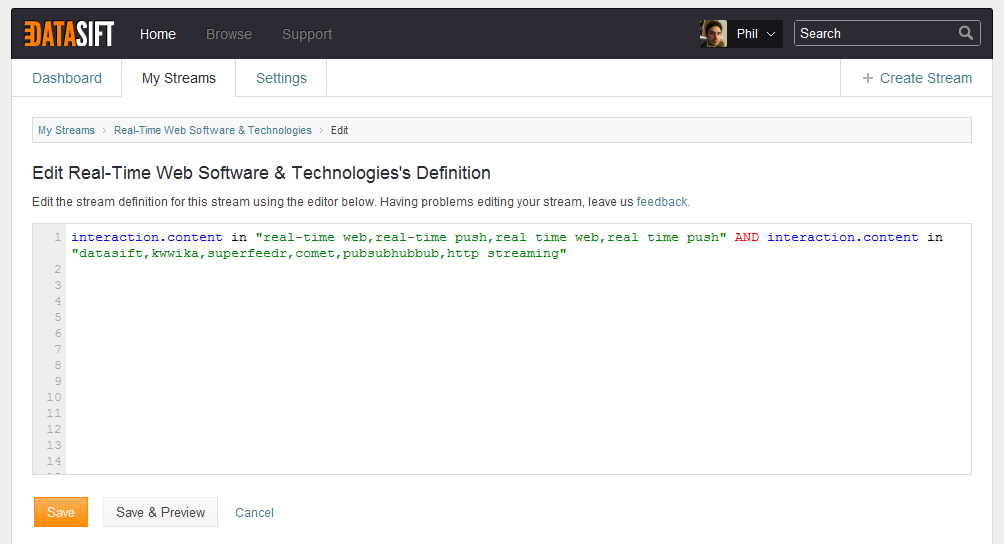 DATASIFT Home Browse Support Phil Search
Dashboard My Streams Settings + Create Stream
My Streams > Real-Time Web Software & Technologies > Edit
Edit Real-Time Web Software & Technologies's Definition
Edit the stream definition for this stream using the editor below. Having problems editing your stream, leave us feedback.
1 interaction.content in "real-time web,real-time push,real time web,real time push" AND interaction.content in
"datasift,kwwika,superfeedr,comet,pubsubhubbub,http streaming"
2
3
4
5
6
7
8
9
10
11
12
13
14
Save Save & Preview Cancel